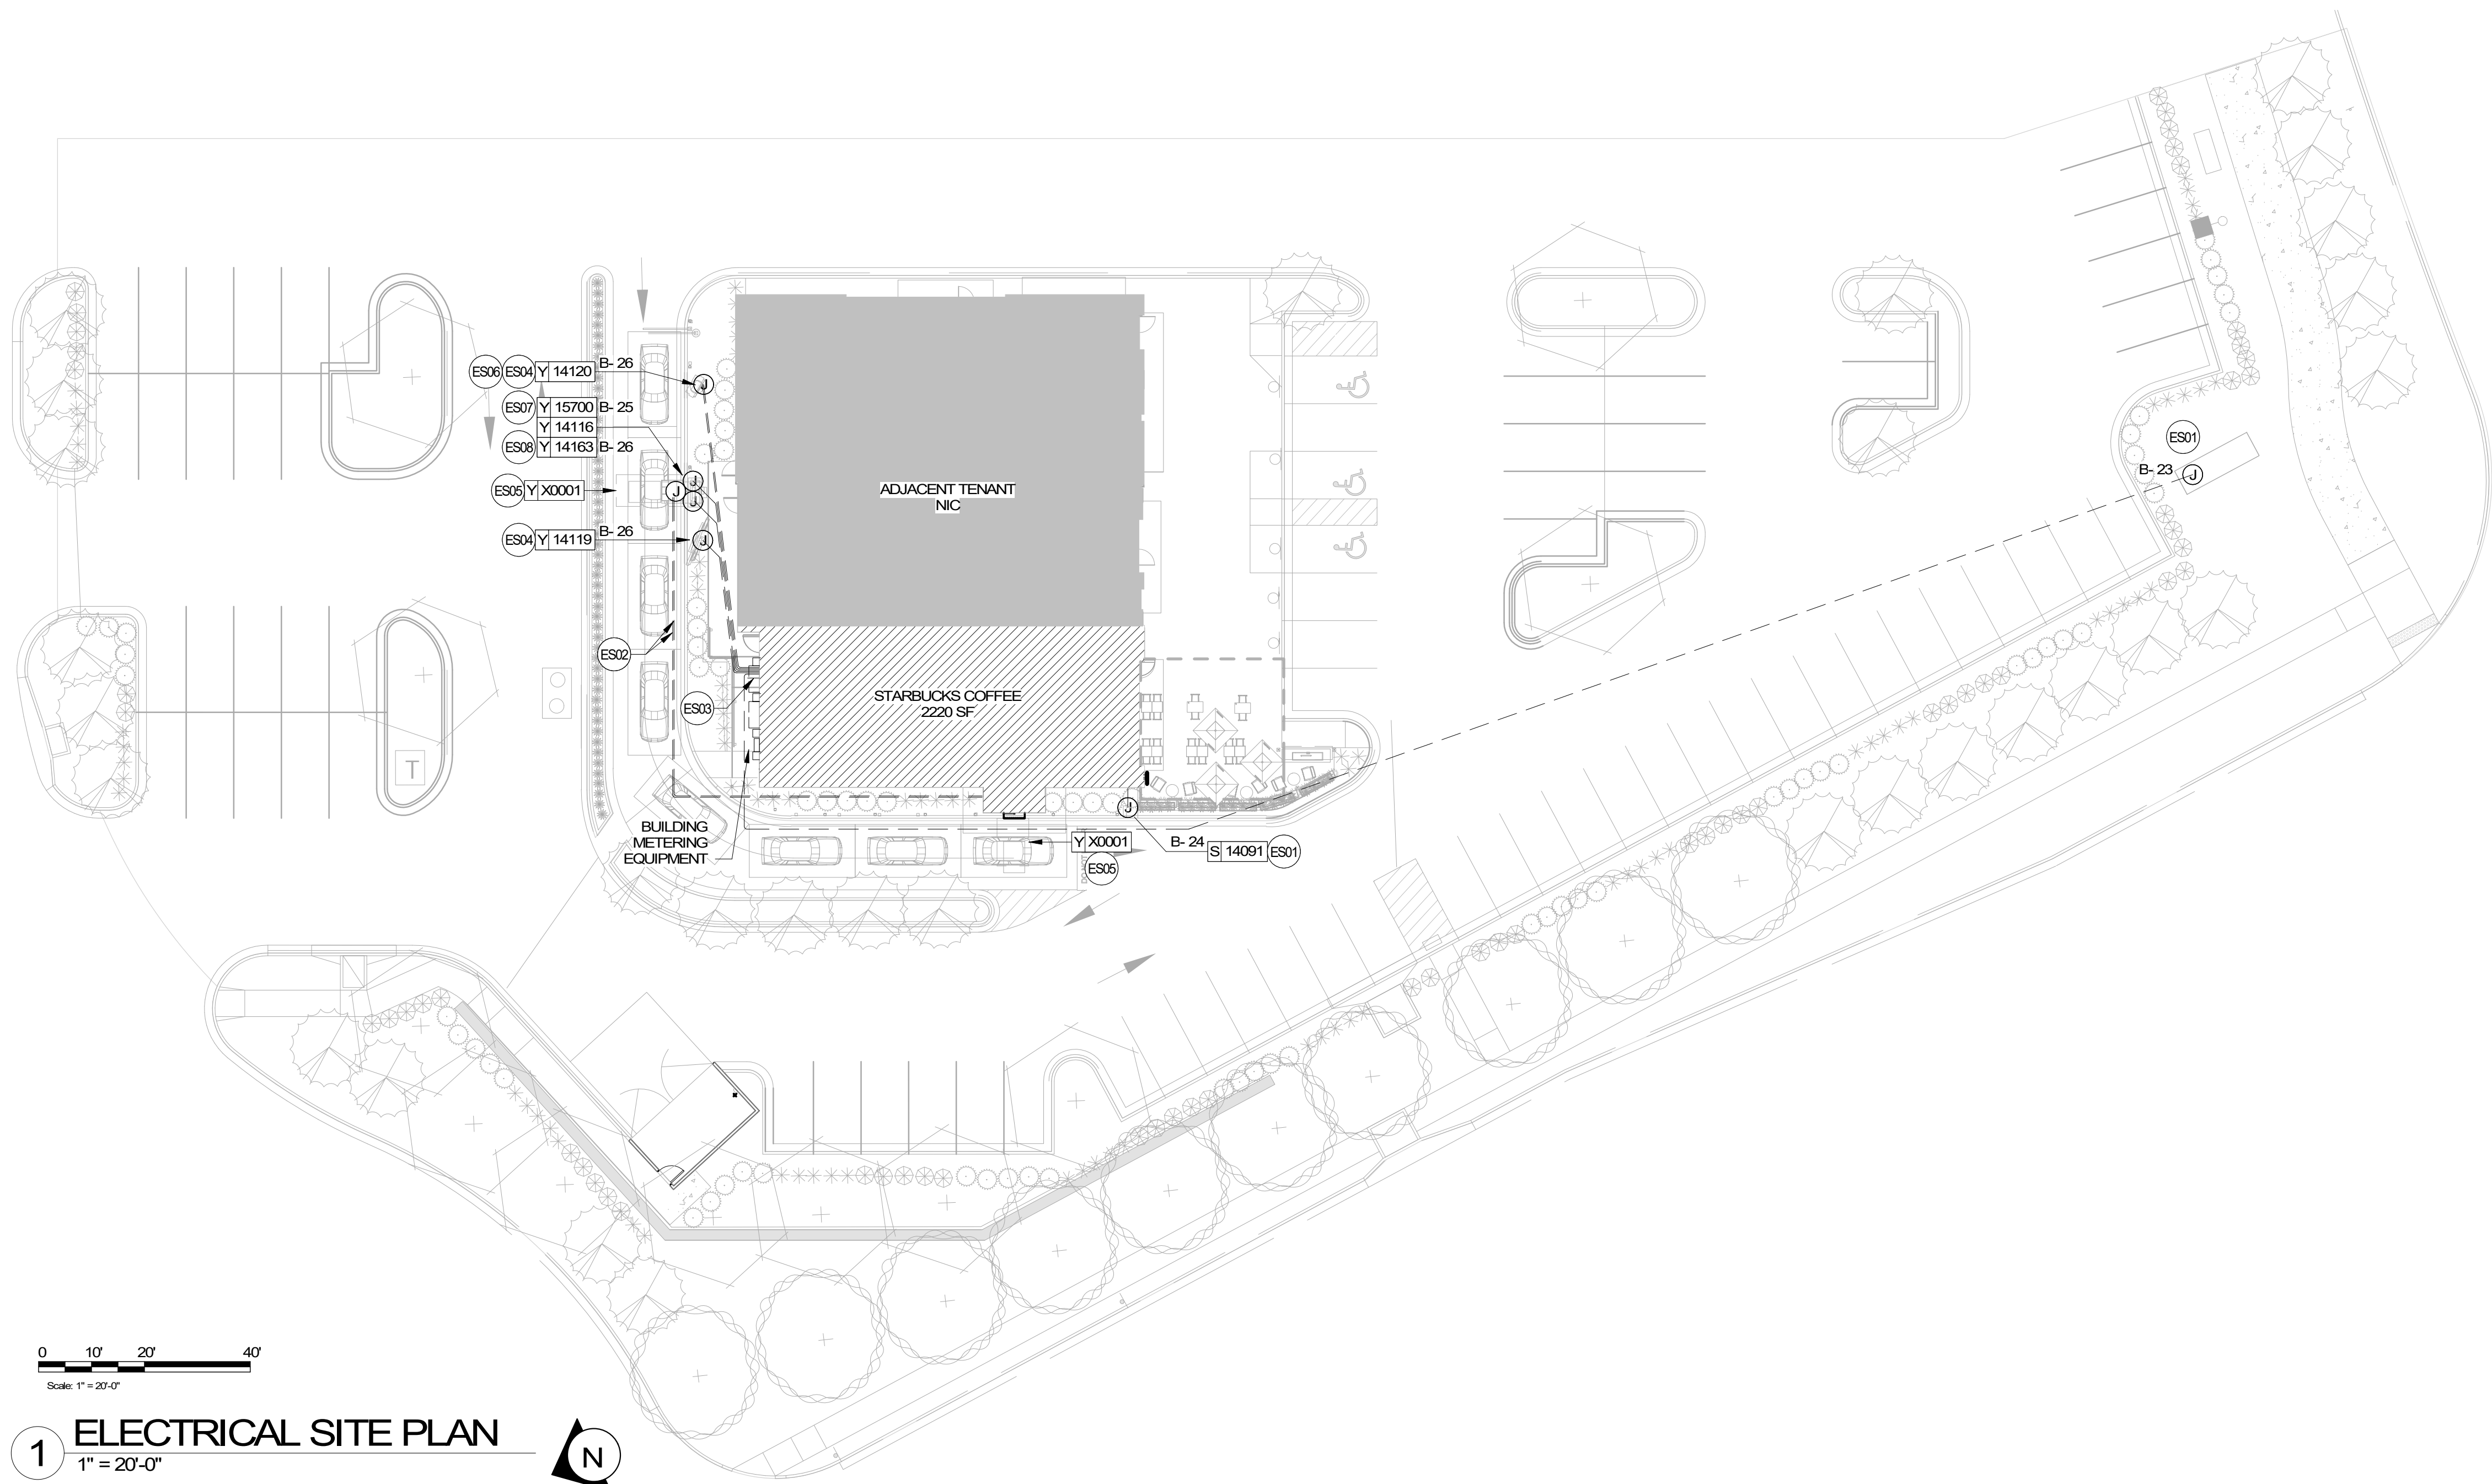 ES06 ES04 Y 14120 B- 26
ES07 Y 15700 B- 25
Y 14116
ES08 Y 14163 B- 26
ES05 Y X0001
ES04 Y 14119 B- 26
J
J
J
J
J
ES02
ES03
ADJACENT TENANT
NIC
STARBUCKS COFFEE
2220 SF
ES01
B- 23 J
T
BUILDING
METERING
EQUIPMENT
J
Y X0001
ES05
B- 24 S 14091 ES01
0 10' 20' 40'
Scale: 1" = 20'-0"
1 ELECTRICAL SITE PLAN
1" = 20'-0"
N